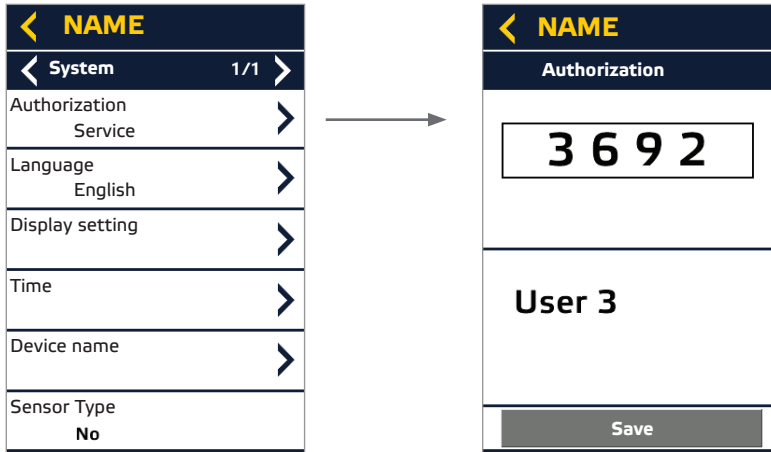 NAME
System 1/1
Authorization
Service
Language
English
Display setting
Time
Device name
Sensor Type
No
NAME
Authorization
3 6 9 2
User 3
Save